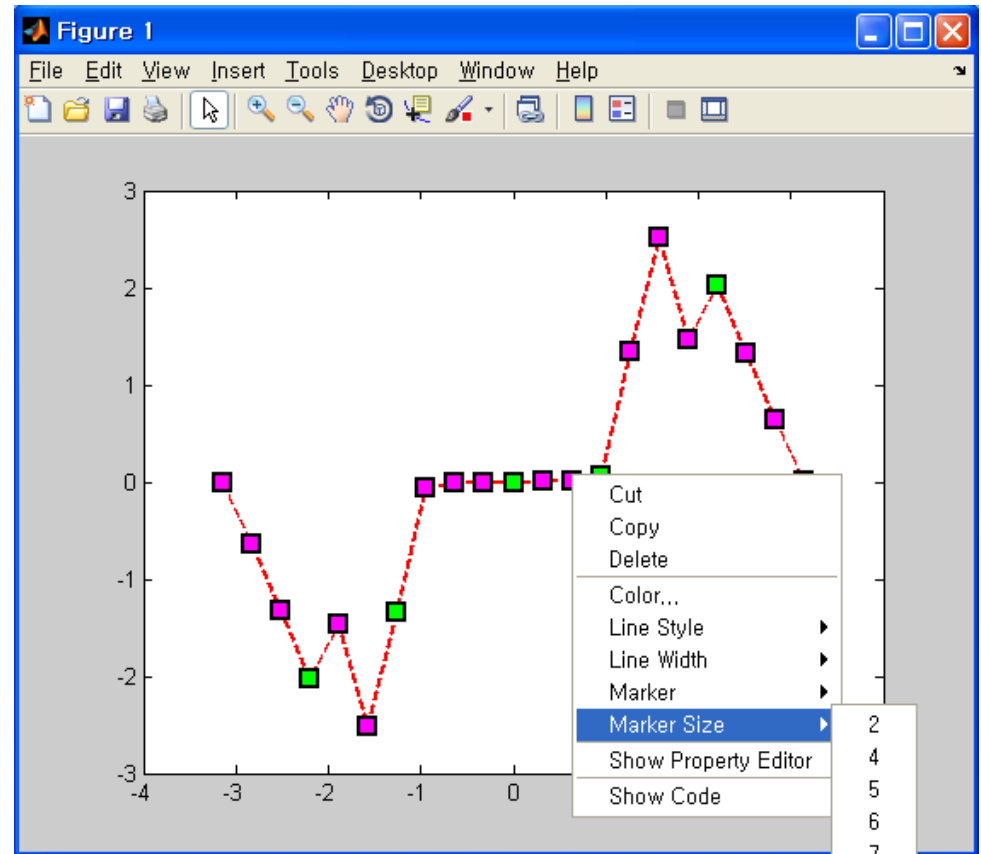 Figure 1
File Edit View Insert Tools Desktop Window Help
3
2
1
0
-1
-2
-3
-4 -3 -2 -1 0
Cut
Copy
Delete
Color...
Line Style
Line Width
Marker
Marker Size
Show Property Editor
Show Code
2
4
5
6
7